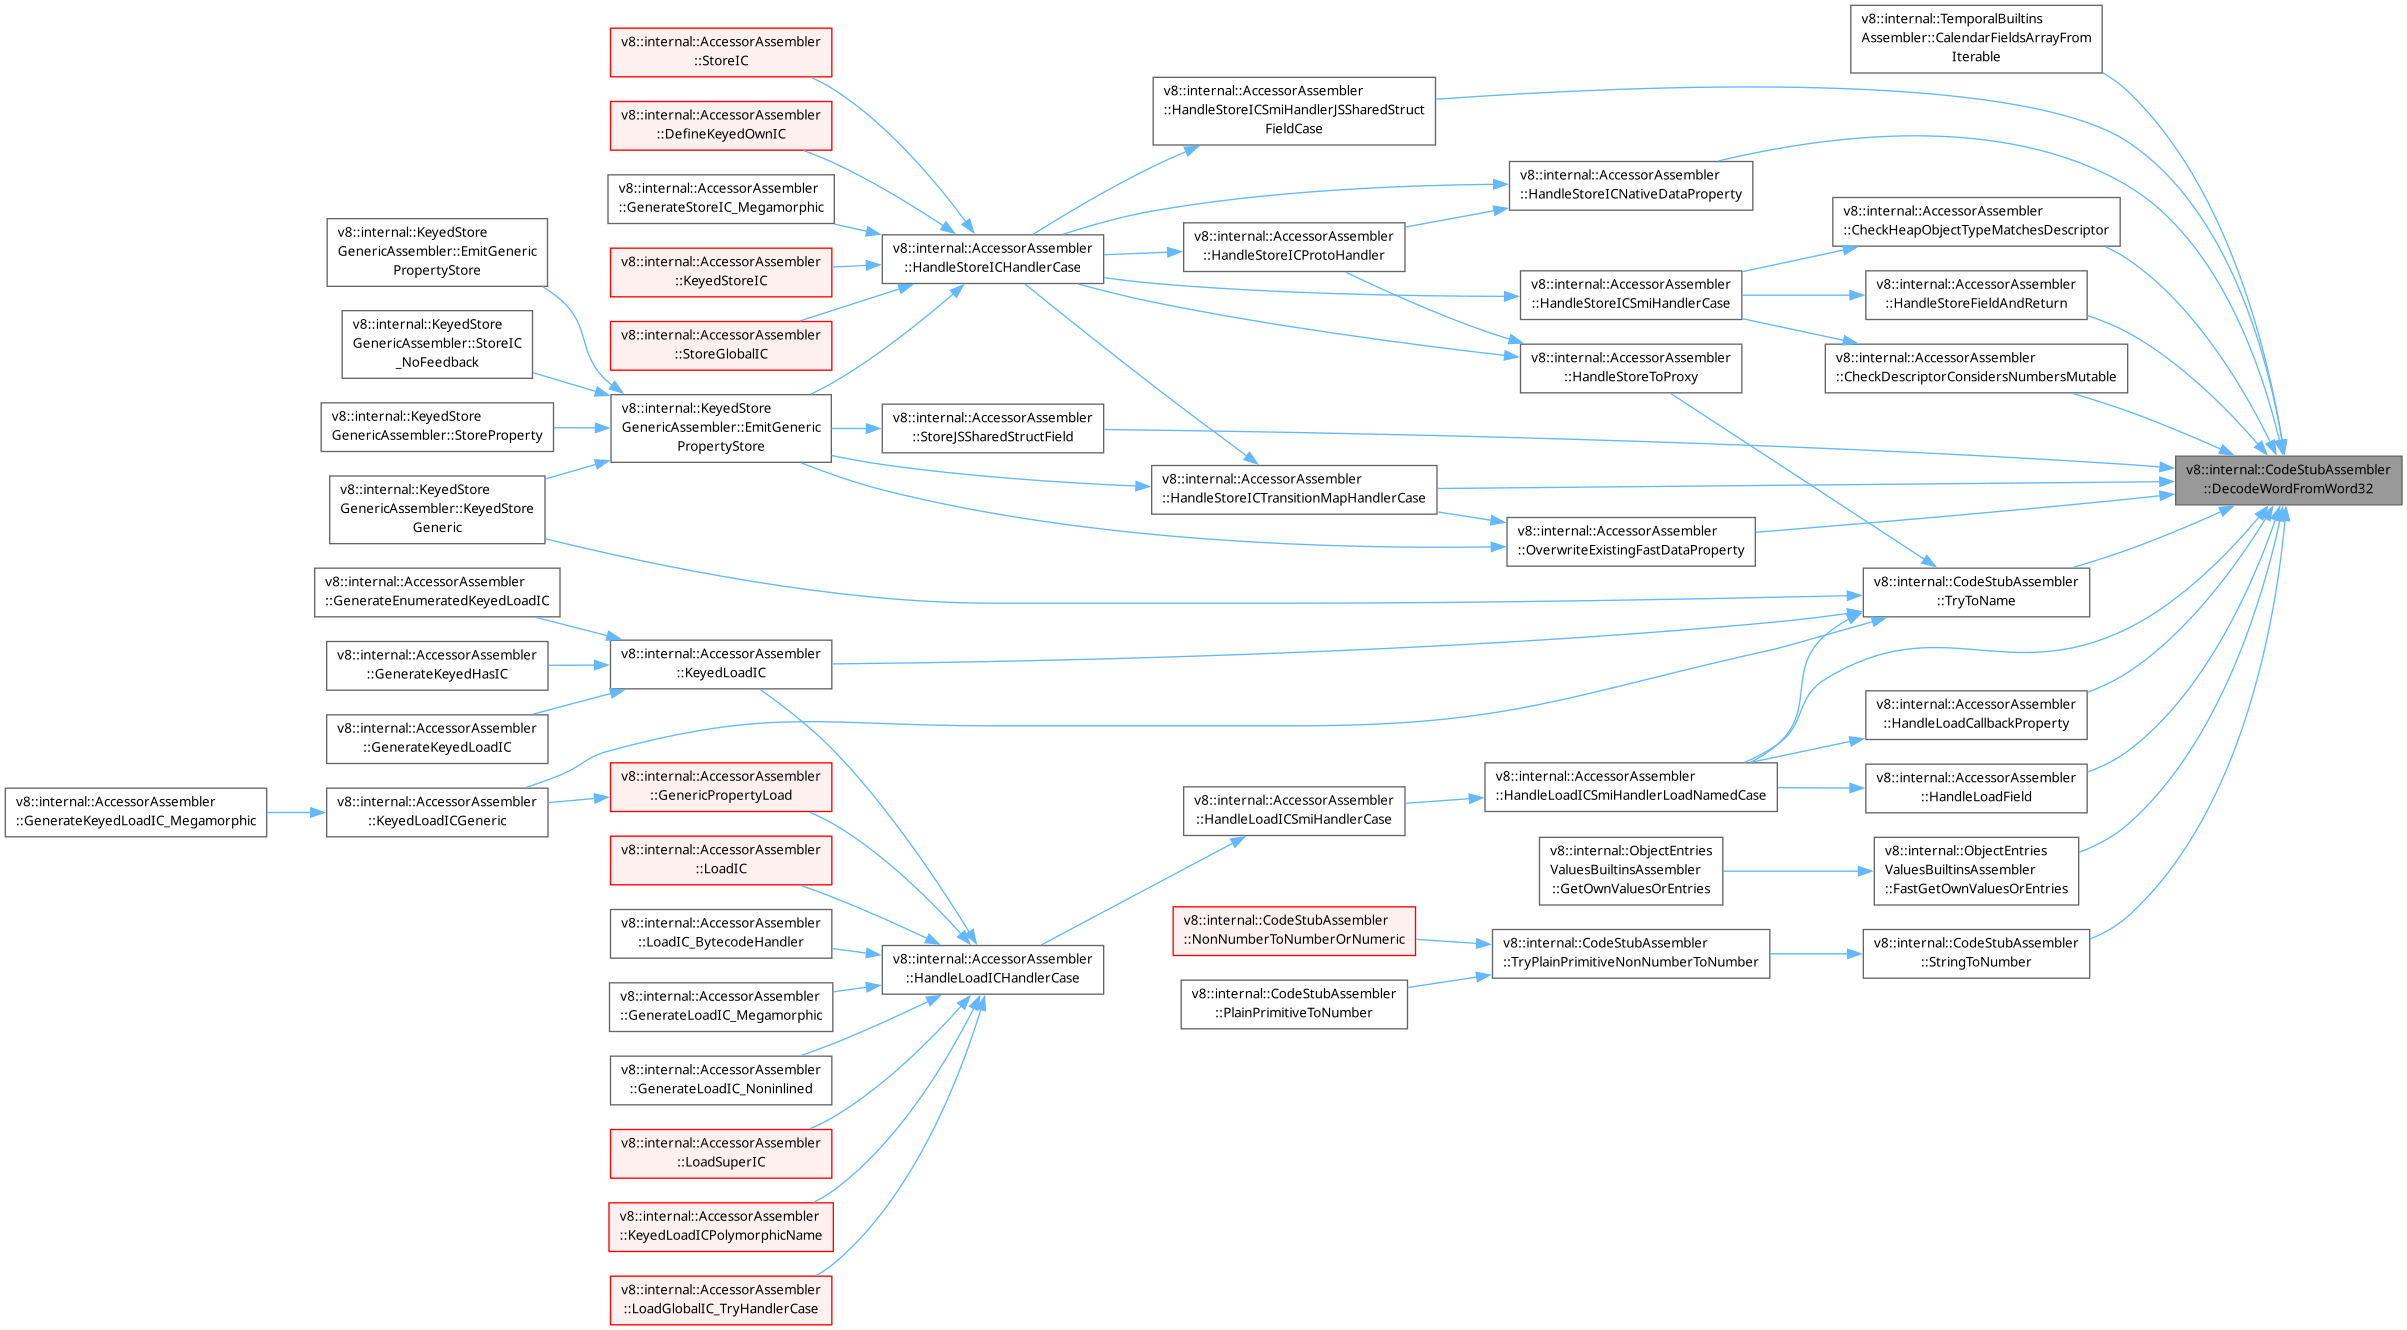 v8::internal::TemporalBuiltins
Assembler::CalendarFieldsArrayFrom
Iterable
v8::internal::AccessorAssembler
::StoreIC
v8::internal::AccessorAssembler
::HandleStoreICSmiHandlerJSSharedStruct
FieldCase
v8::internal::AccessorAssembler
::DefineKeyedOwnIC
v8::internal::AccessorAssembler
::HandleStoreICNativeDataProperty
v8::internal::AccessorAssembler
::GenerateStoreIC_Megamorphic
v8::internal::AccessorAssembler
::CheckHeapObjectTypeMatchesDescriptor
v8::internal::KeyedStore
GenericAssembler::EmitGeneric
PropertyStore
v8::internal::AccessorAssembler
::HandleStoreICHandlerCase
v8::internal::AccessorAssembler
::HandleStoreICProtoHandler
v8::internal::AccessorAssembler
::KeyedStoreIC
v8::internal::AccessorAssembler
::HandleStoreICSmiHandlerCase
v8::internal::AccessorAssembler
::HandleStoreFieldAndReturn
v8::internal::KeyedStore
GenericAssembler::StoreIC
_NoFeedback
v8::internal::AccessorAssembler
::StoreGlobalIC
v8::internal::AccessorAssembler
::HandleStoreToProxy
v8::internal::AccessorAssembler
::CheckDescriptorConsidersNumbersMutable
v8::internal::KeyedStore
GenericAssembler::StoreProperty
v8::internal::KeyedStore
GenericAssembler::EmitGeneric
PropertyStore
v8::internal::AccessorAssembler
::StoreJSSharedStructField
v8::internal::CodeStubAssembler
::DecodeWordFromWord32
v8::internal::KeyedStore
GenericAssembler::KeyedStore
Generic
v8::internal::AccessorAssembler
::HandleStoreICTransitionMapHandlerCase
v8::internal::AccessorAssembler
::OverwriteExistingFastDataProperty
v8::internal::AccessorAssembler
::GenerateEnumeratedKeyedLoadIC
v8::internal::CodeStubAssembler
::TryToName
v8::internal::AccessorAssembler
::GenerateKeyedHasIC
v8::internal::AccessorAssembler
::KeyedLoadIC
v8::internal::AccessorAssembler
::HandleLoadCallbackProperty
v8::internal::AccessorAssembler
::GenerateKeyedLoadIC
v8::internal::AccessorAssembler
::GenericPropertyLoad
v8::internal::AccessorAssembler
::HandleLoadICSmiHandlerLoadNamedCase
v8::internal::AccessorAssembler
::HandleLoadField
v8::internal::AccessorAssembler
::GenerateKeyedLoadIC_Megamorphic
v8::internal::AccessorAssembler
::KeyedLoadICGeneric
v8::internal::AccessorAssembler
::HandleLoadICSmiHandlerCase
v8::internal::AccessorAssembler
::LoadIC
v8::internal::ObjectEntries
ValuesBuiltinsAssembler
::GetOwnValuesOrEntries
v8::internal::ObjectEntries
ValuesBuiltinsAssembler
::FastGetOwnValuesOrEntries
v8::internal::AccessorAssembler
::LoadIC_BytecodeHandler
v8::internal::CodeStubAssembler
::NonNumberToNumberOrNumeric
v8::internal::AccessorAssembler
::HandleLoadICHandlerCase
v8::internal::CodeStubAssembler
::TryPlainPrimitiveNonNumberToNumber
v8::internal::CodeStubAssembler
::StringToNumber
v8::internal::AccessorAssembler
::GenerateLoadIC_Megamorphic
v8::internal::CodeStubAssembler
::PlainPrimitiveToNumber
v8::internal::AccessorAssembler
::GenerateLoadIC_Noninlined
v8::internal::AccessorAssembler
::LoadSuperIC
v8::internal::AccessorAssembler
::KeyedLoadICPolymorphicName
v8::internal::AccessorAssembler
::LoadGlobalIC_TryHandlerCase